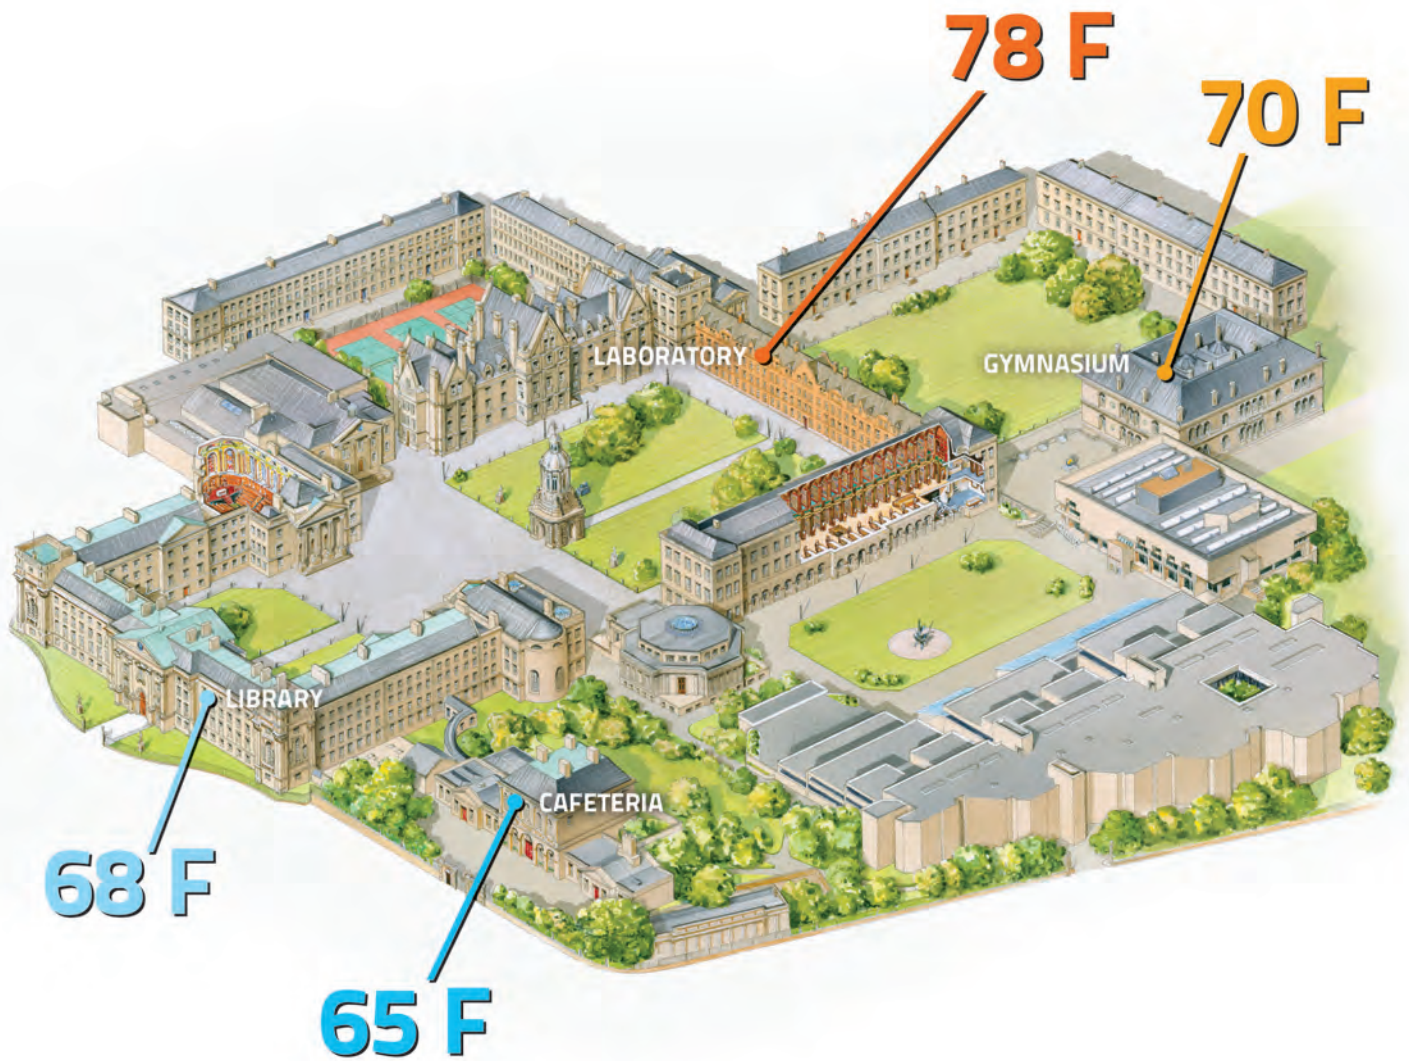 78 F
70 F
LABORATORY
GYMNASIUM
LIBRARY
CAFETERIA
68 F
65 F